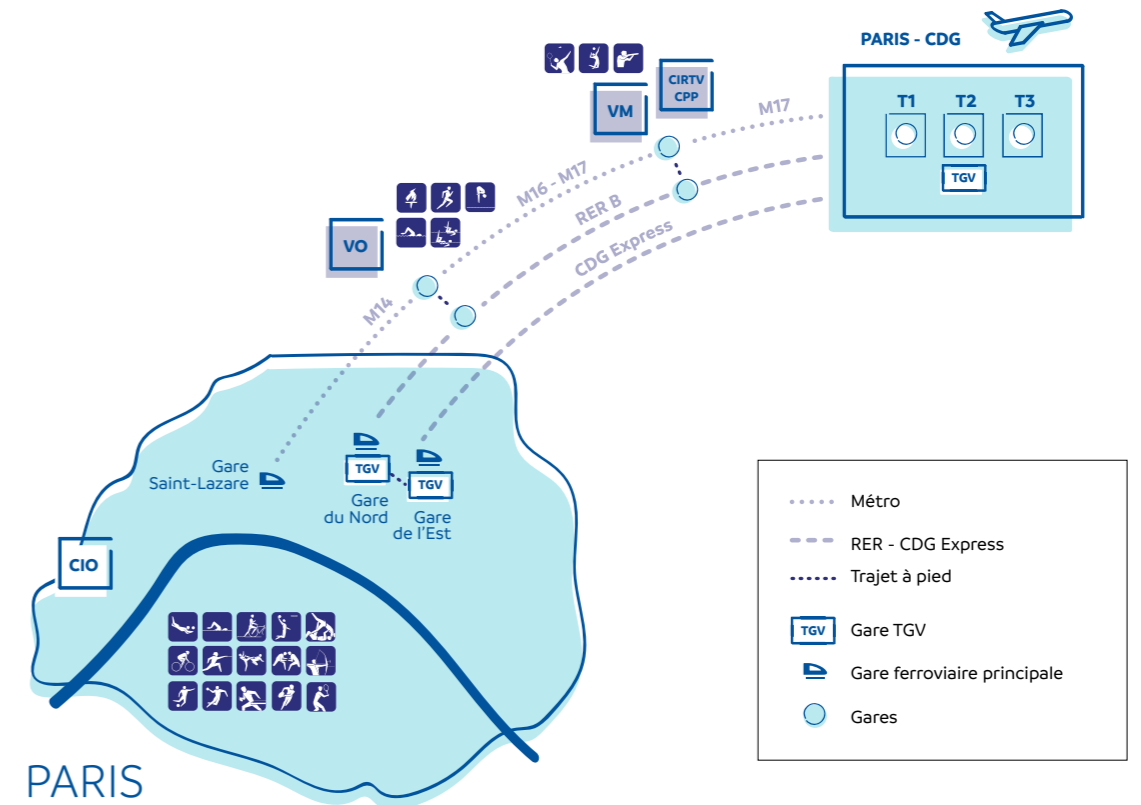 PARIS - CDG
T1
T2
T3
TGV
CIRTV
CPP
VM
M17
M16 - M17
RER B
CDG Express
VO
M14
Gare
Saint-Lazare
TGV
Gare
du Nord
TGV
Gare
de l'Est
CIO
PARIS
Métro
RER - CDG Express
Trajet à pied
TGV
Gare TGV
Gare ferroviaire principale
Gares